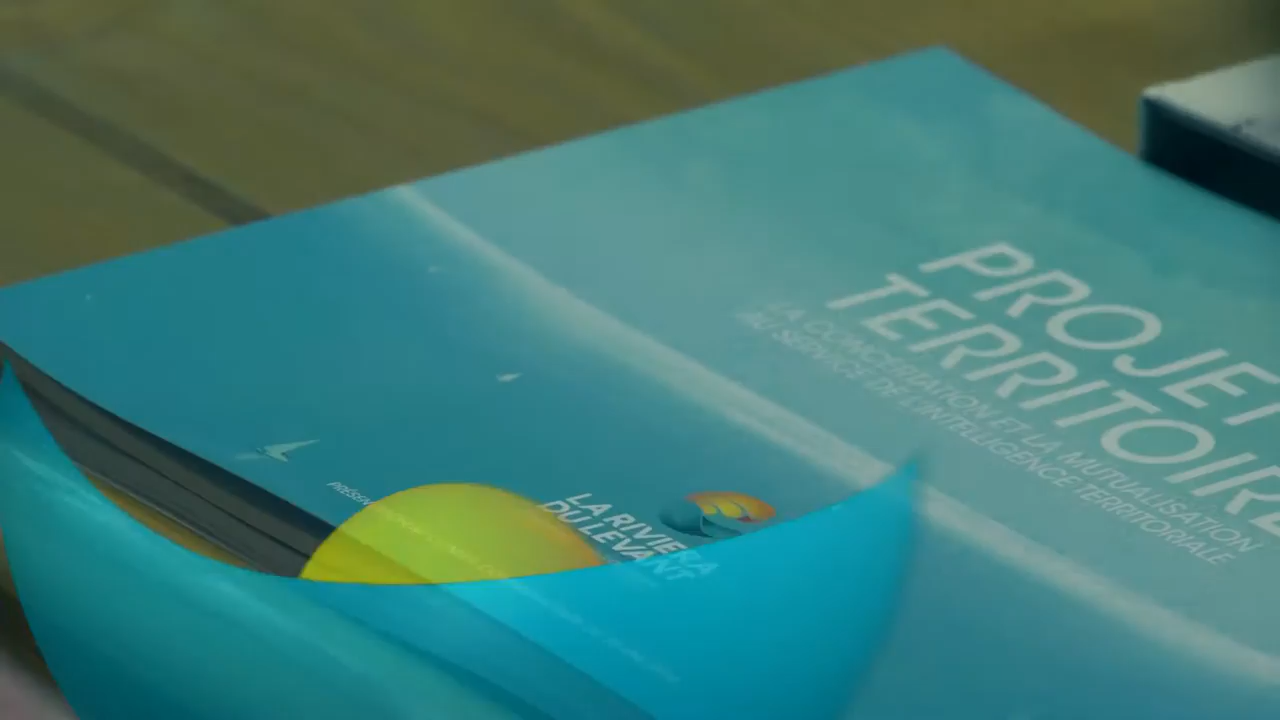 PROJET
TERRITOIRE
LA CONCERTATION ET LA MUTUALISATION
AU SERVICE DE L'INTELLIGENCE TERRITORIALE
LA RIVIERA
DU LEVANT